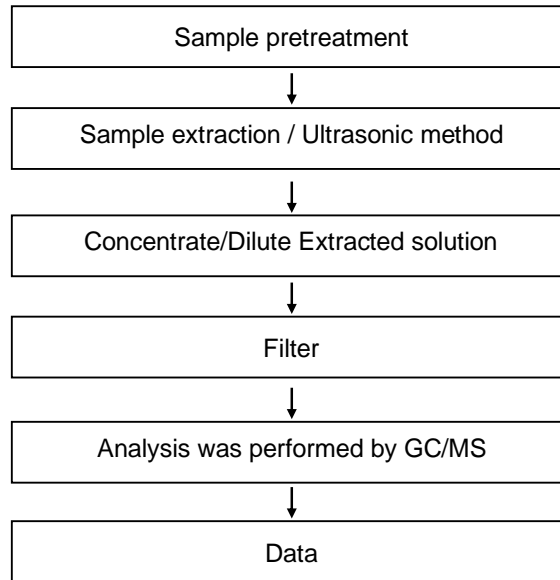 Sample pretreatment
Sample extraction / Ultrasonic method
Concentrate/Dilute Extracted solution
Filter
Analysis was performed by GC/MS
Data